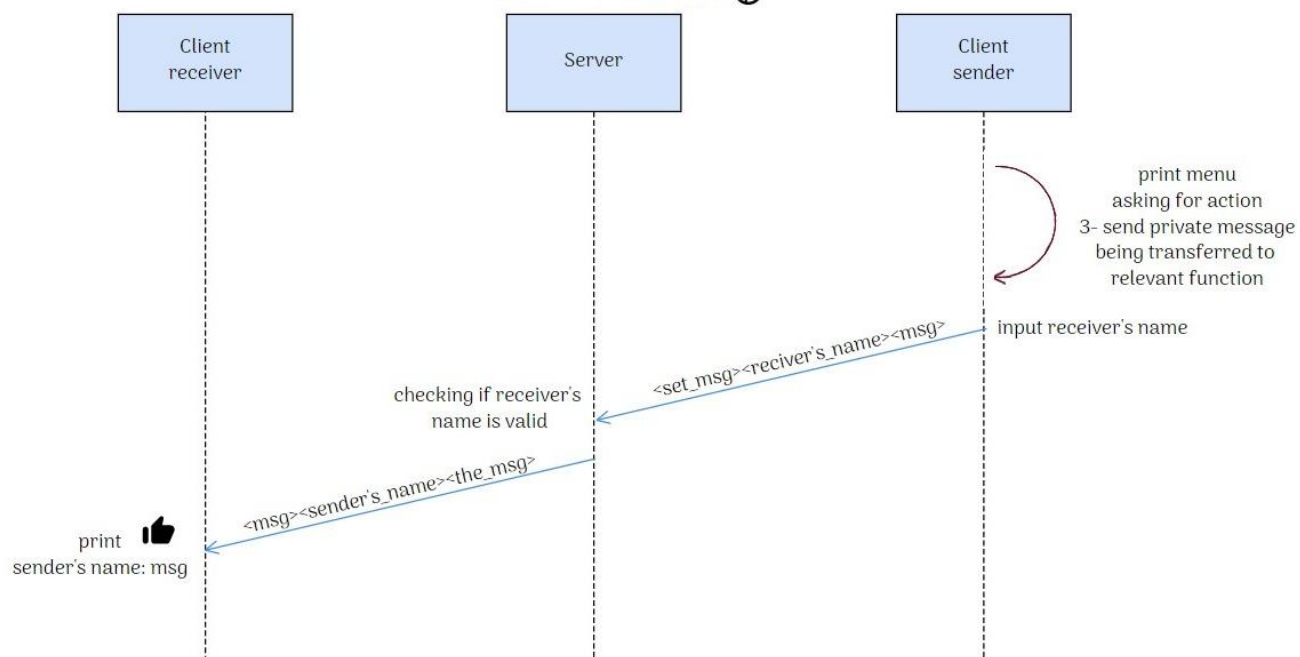 Client
receiver
Server
Client
sender
print menu
asking for action
3- send private message
being transferred to
relevant function
input receiver's name
<set_msg><reciver's_name><msg>
checking if receiver's
name is valid
<msg><sender's_name><the_msg>
print
sender's name: msg